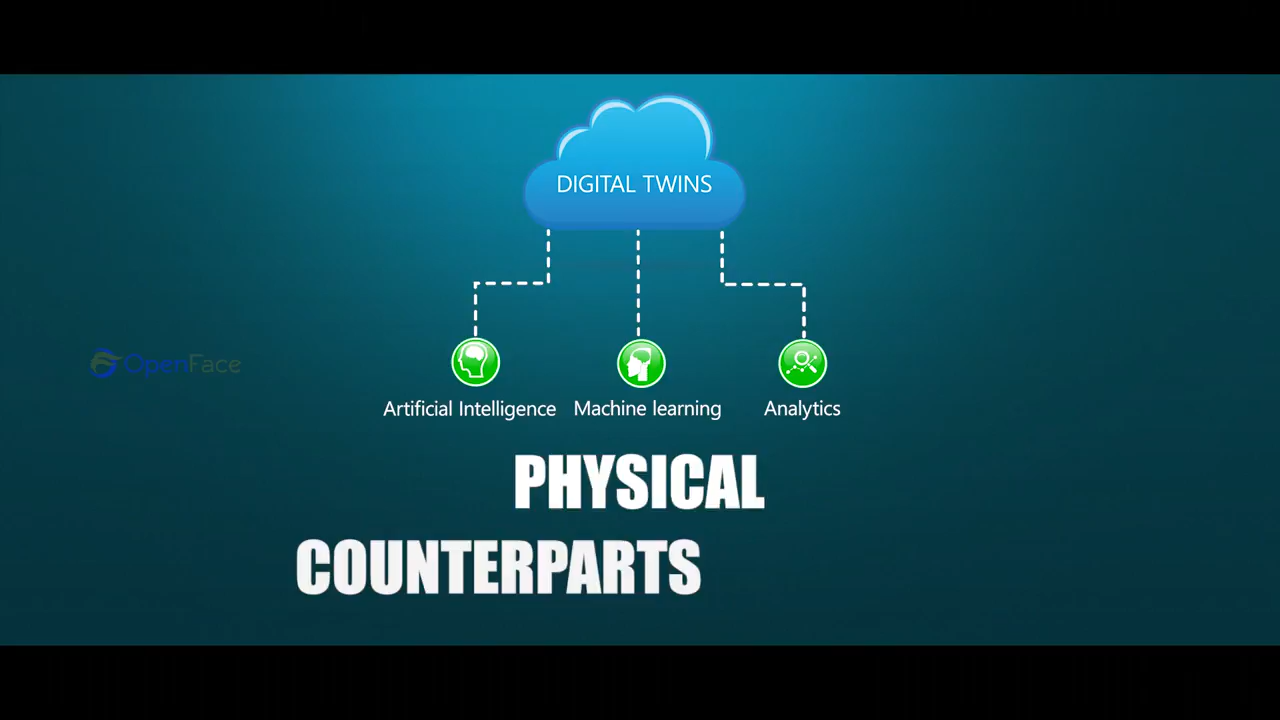 DIGITAL TWINS
OpenFace
Artificial Intelligence Machine learning Analytics
PHYSICAL
COUNTERPARTS